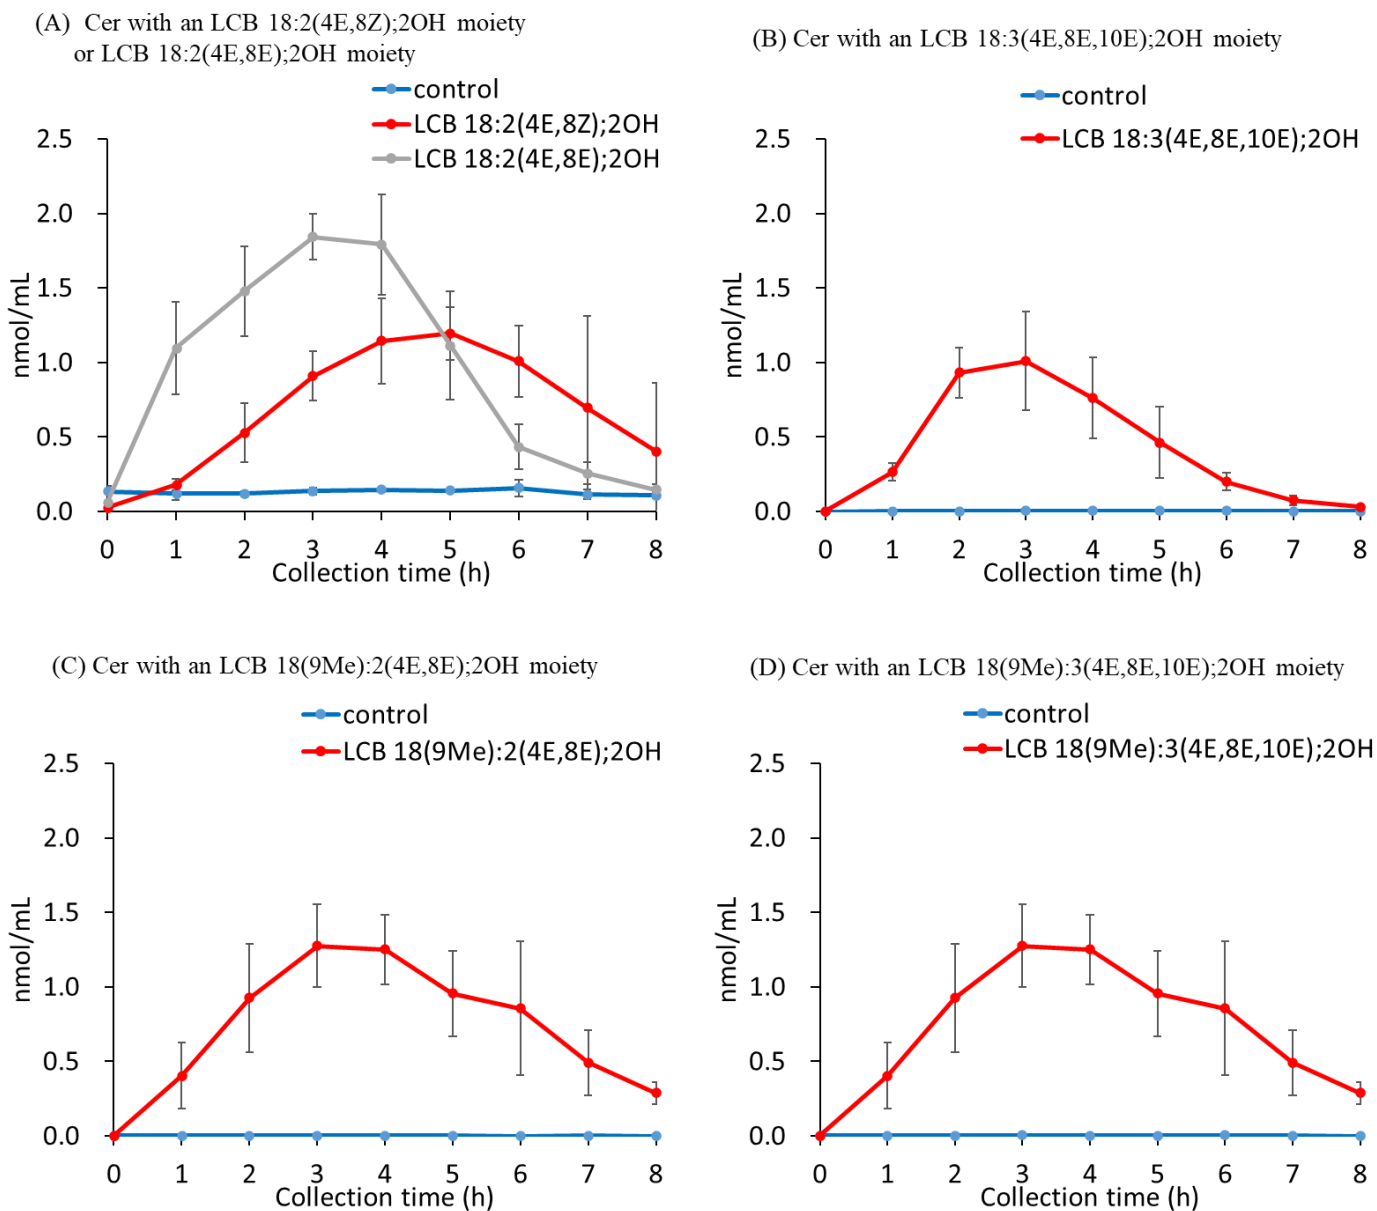 (A) Cer with an LCB 18:2(4E,8Z);2OH moiety
or LCB 18:2(4E,8E);2OH moiety
control
LCB 18:2(4E,8Z);2OH
LCB 18:2(4E,8E);2OH
nmol/mL
2.5
2.0
1.5
1.0
0.5
0.0
0 1 2 3 4 5 6 7 8
Collection time (h)
(B) Cer with an LCB 18:3(4E,8E,10E);2OH moiety
control
LCB 18:3(4E,8E,10E);2OH
nmol/mL
2.5
2.0
1.5
1.0
0.5
0.0
0 1 2 3 4 5 6 7 8
Collection time (h)
(C) Cer with an LCB 18(9Me):2(4E,8E);2OH moiety
control
LCB 18(9Me):2(4E,8E);2OH
nmol/mL
2.5
2.0
1.5
1.0
0.5
0.0
0 1 2 3 4 5 6 7 8
Collection time (h)
(D) Cer with an LCB 18(9Me):3(4E,8E,10E);2OH moiety
control
LCB 18(9Me):3(4E,8E,10E);2OH
nmol/mL
2.5
2.0
1.5
1.0
0.5
0.0
0 1 2 3 4 5 6 7 8
Collection time (h)